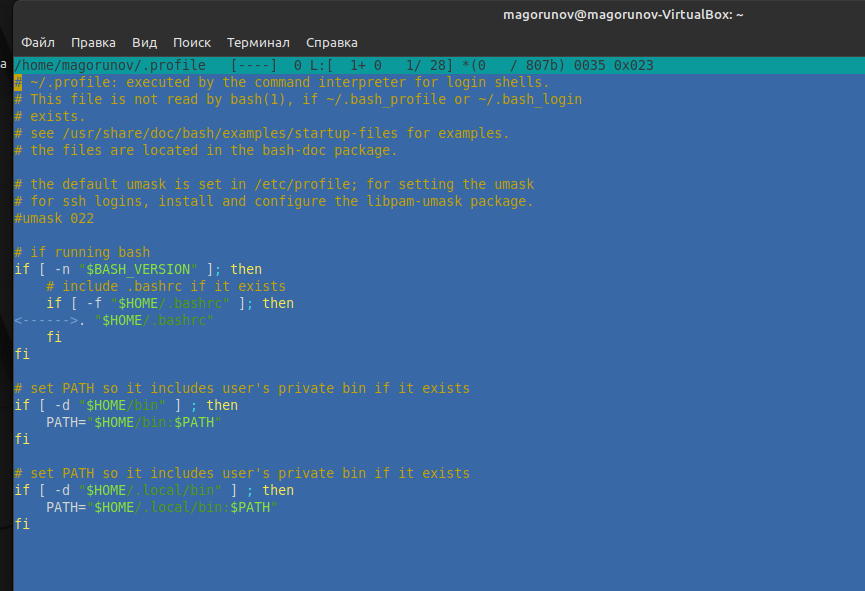 magorunov@magorunov-VirtualBox: ~
Файл Правка Вид Поиск Терминал Справка
а
/home/magorunov/.profile   [----]  0 L:[  1+ 0   1/ 28] *(0   / 807b) 0035 0x023
# ~/.profile: executed by the command interpreter for login shells.
# This file is not read by bash(1), if ~/.bash_profile or ~/.bash_login
# exists.
# see /usr/share/doc/bash/examples/startup-files for examples.
# the files are located in the bash-doc package.

# the default umask is set in /etc/profile; for setting the umask
# for ssh logins, install and configure the libpam-umask package.
#umask 022

# if running bash
if [ -n "$BASH_VERSION" ]; then
    # include .bashrc if it exists
    if [ -f "$HOME/.bashrc" ]; then
<------>. "$HOME/.bashrc"
    fi
fi

# set PATH so it includes user's private bin if it exists
if [ -d "$HOME/bin" ] ; then
    PATH="$HOME/bin:$PATH"
fi

# set PATH so it includes user's private bin if it exists
if [ -d "$HOME/.local/bin" ] ; then
    PATH="$HOME/.local/bin:$PATH"
fi